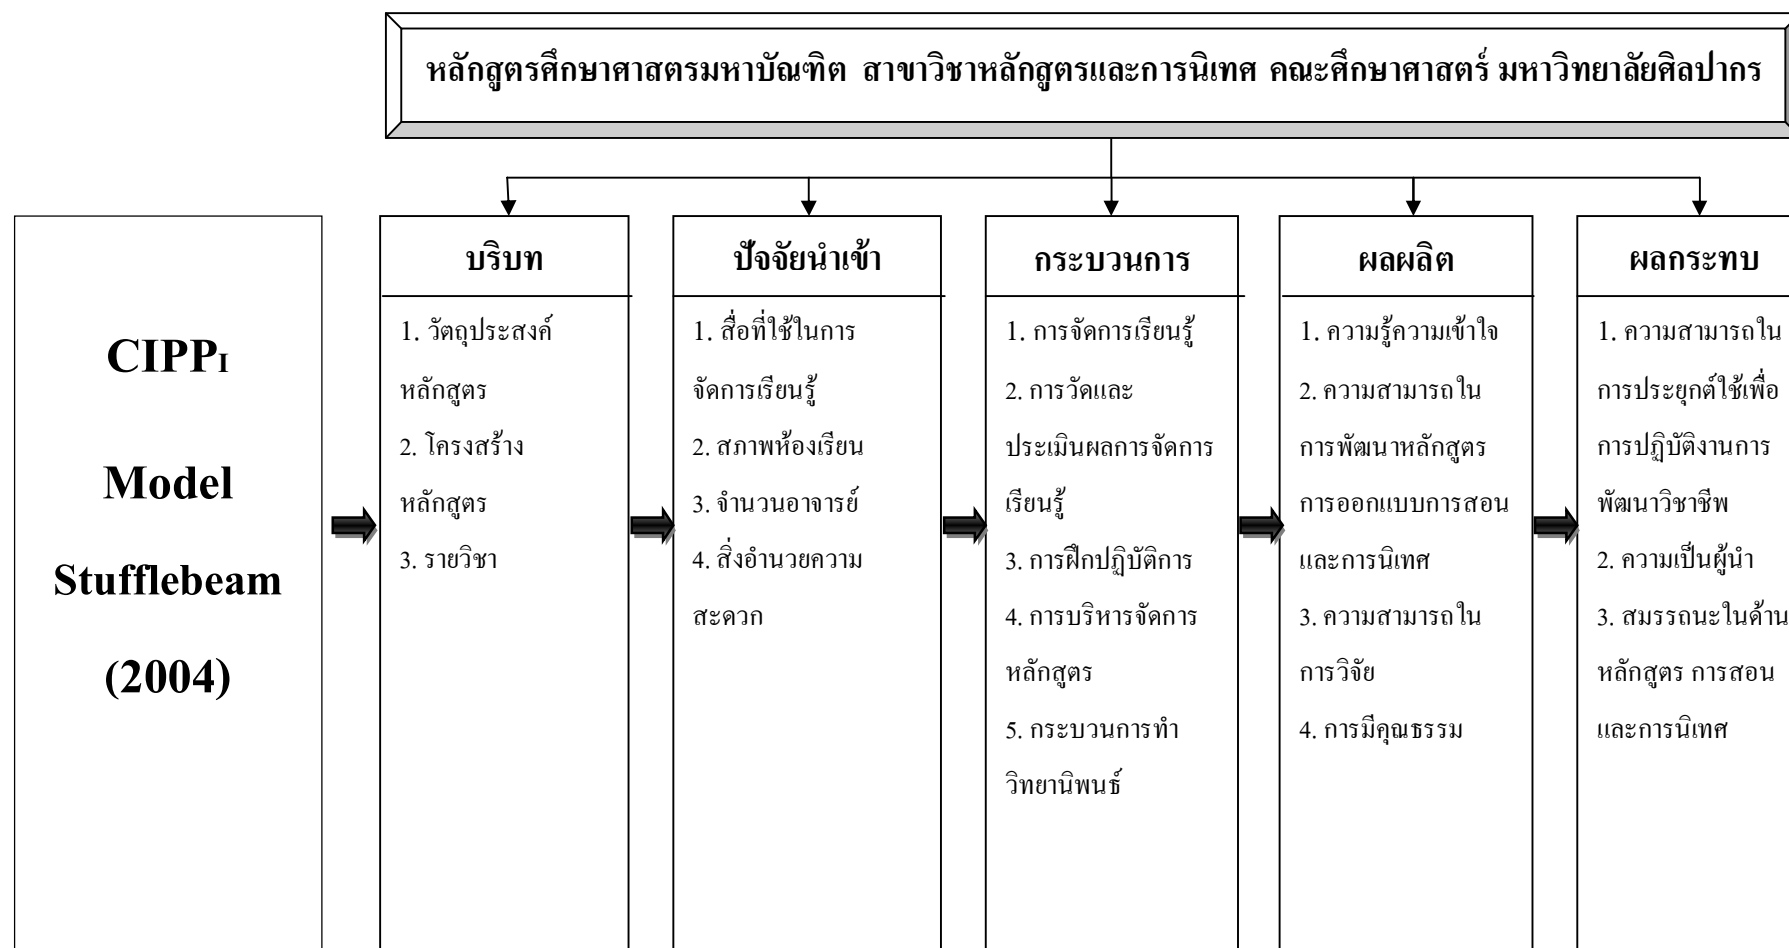 หลักสูตรศึกษาศาสตรมหาบัณฑิต สาขาวิชาหลักสูตรและการนิเทศ คณะศึกษาศาสตร์ มหาวิทยาลัยศิลปากร
CIPPI
Model
Stufflebeam
(2004)
บริบท
1. วัตถุประสงค์
หลักสูตร
2. โครงสร้าง
หลักสูตร
3. รายวิชา
ปัจจัยนำเข้า
1. สื่อที่ใช้ในการ
จัดการเรียนรู้
2. สภาพห้องเรียน
3. จำนวนอาจารย์
4. สิ่งอำนวยความ
สะดวก
กระบวนการ
1. การจัดการเรียนรู้
2. การวัดและ
ประเมินผลการจัดการ
เรียนรู้
3. การฝึกปฏิบัติการ
4. การบริหารจัดการ
หลักสูตร
5. กระบวนการทำ
วิทยานิพนธ์
ผลผลิต
1. ความรู้ความเข้าใจ
2. ความสามารถใน
การพัฒนาหลักสูตร
การออกแบบการสอน
และการนิเทศ
3. ความสามารถใน
การวิจัย
4. การมีคุณธรรม
ผลกระทบ
1. ความสามารถใน
การประยุกต์ใช้เพื่อ
การปฏิบัติงานการ
พัฒนาวิชาชีพ
2. ความเป็นผู้นำ
3. สมรรถนะในด้าน
หลักสูตร การสอน
และการนิเทศ